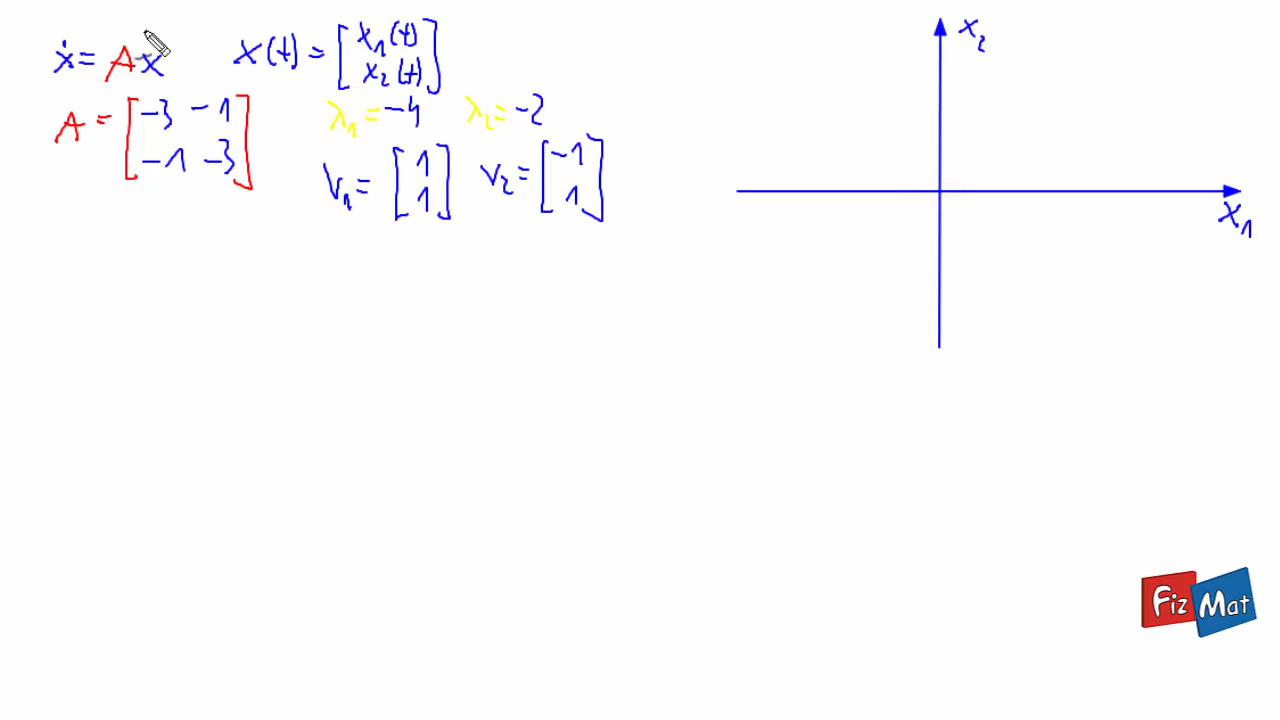 ẋ = Ax   x(t) = [x₁(t); x₂(t)]
A = [-3 -1; -1 -3]   λ₁ = -4   λ₂ = -2
v₁ = [1; 1]   v₂ = [-1; 1]
x₂
x₁
Fiz Mat